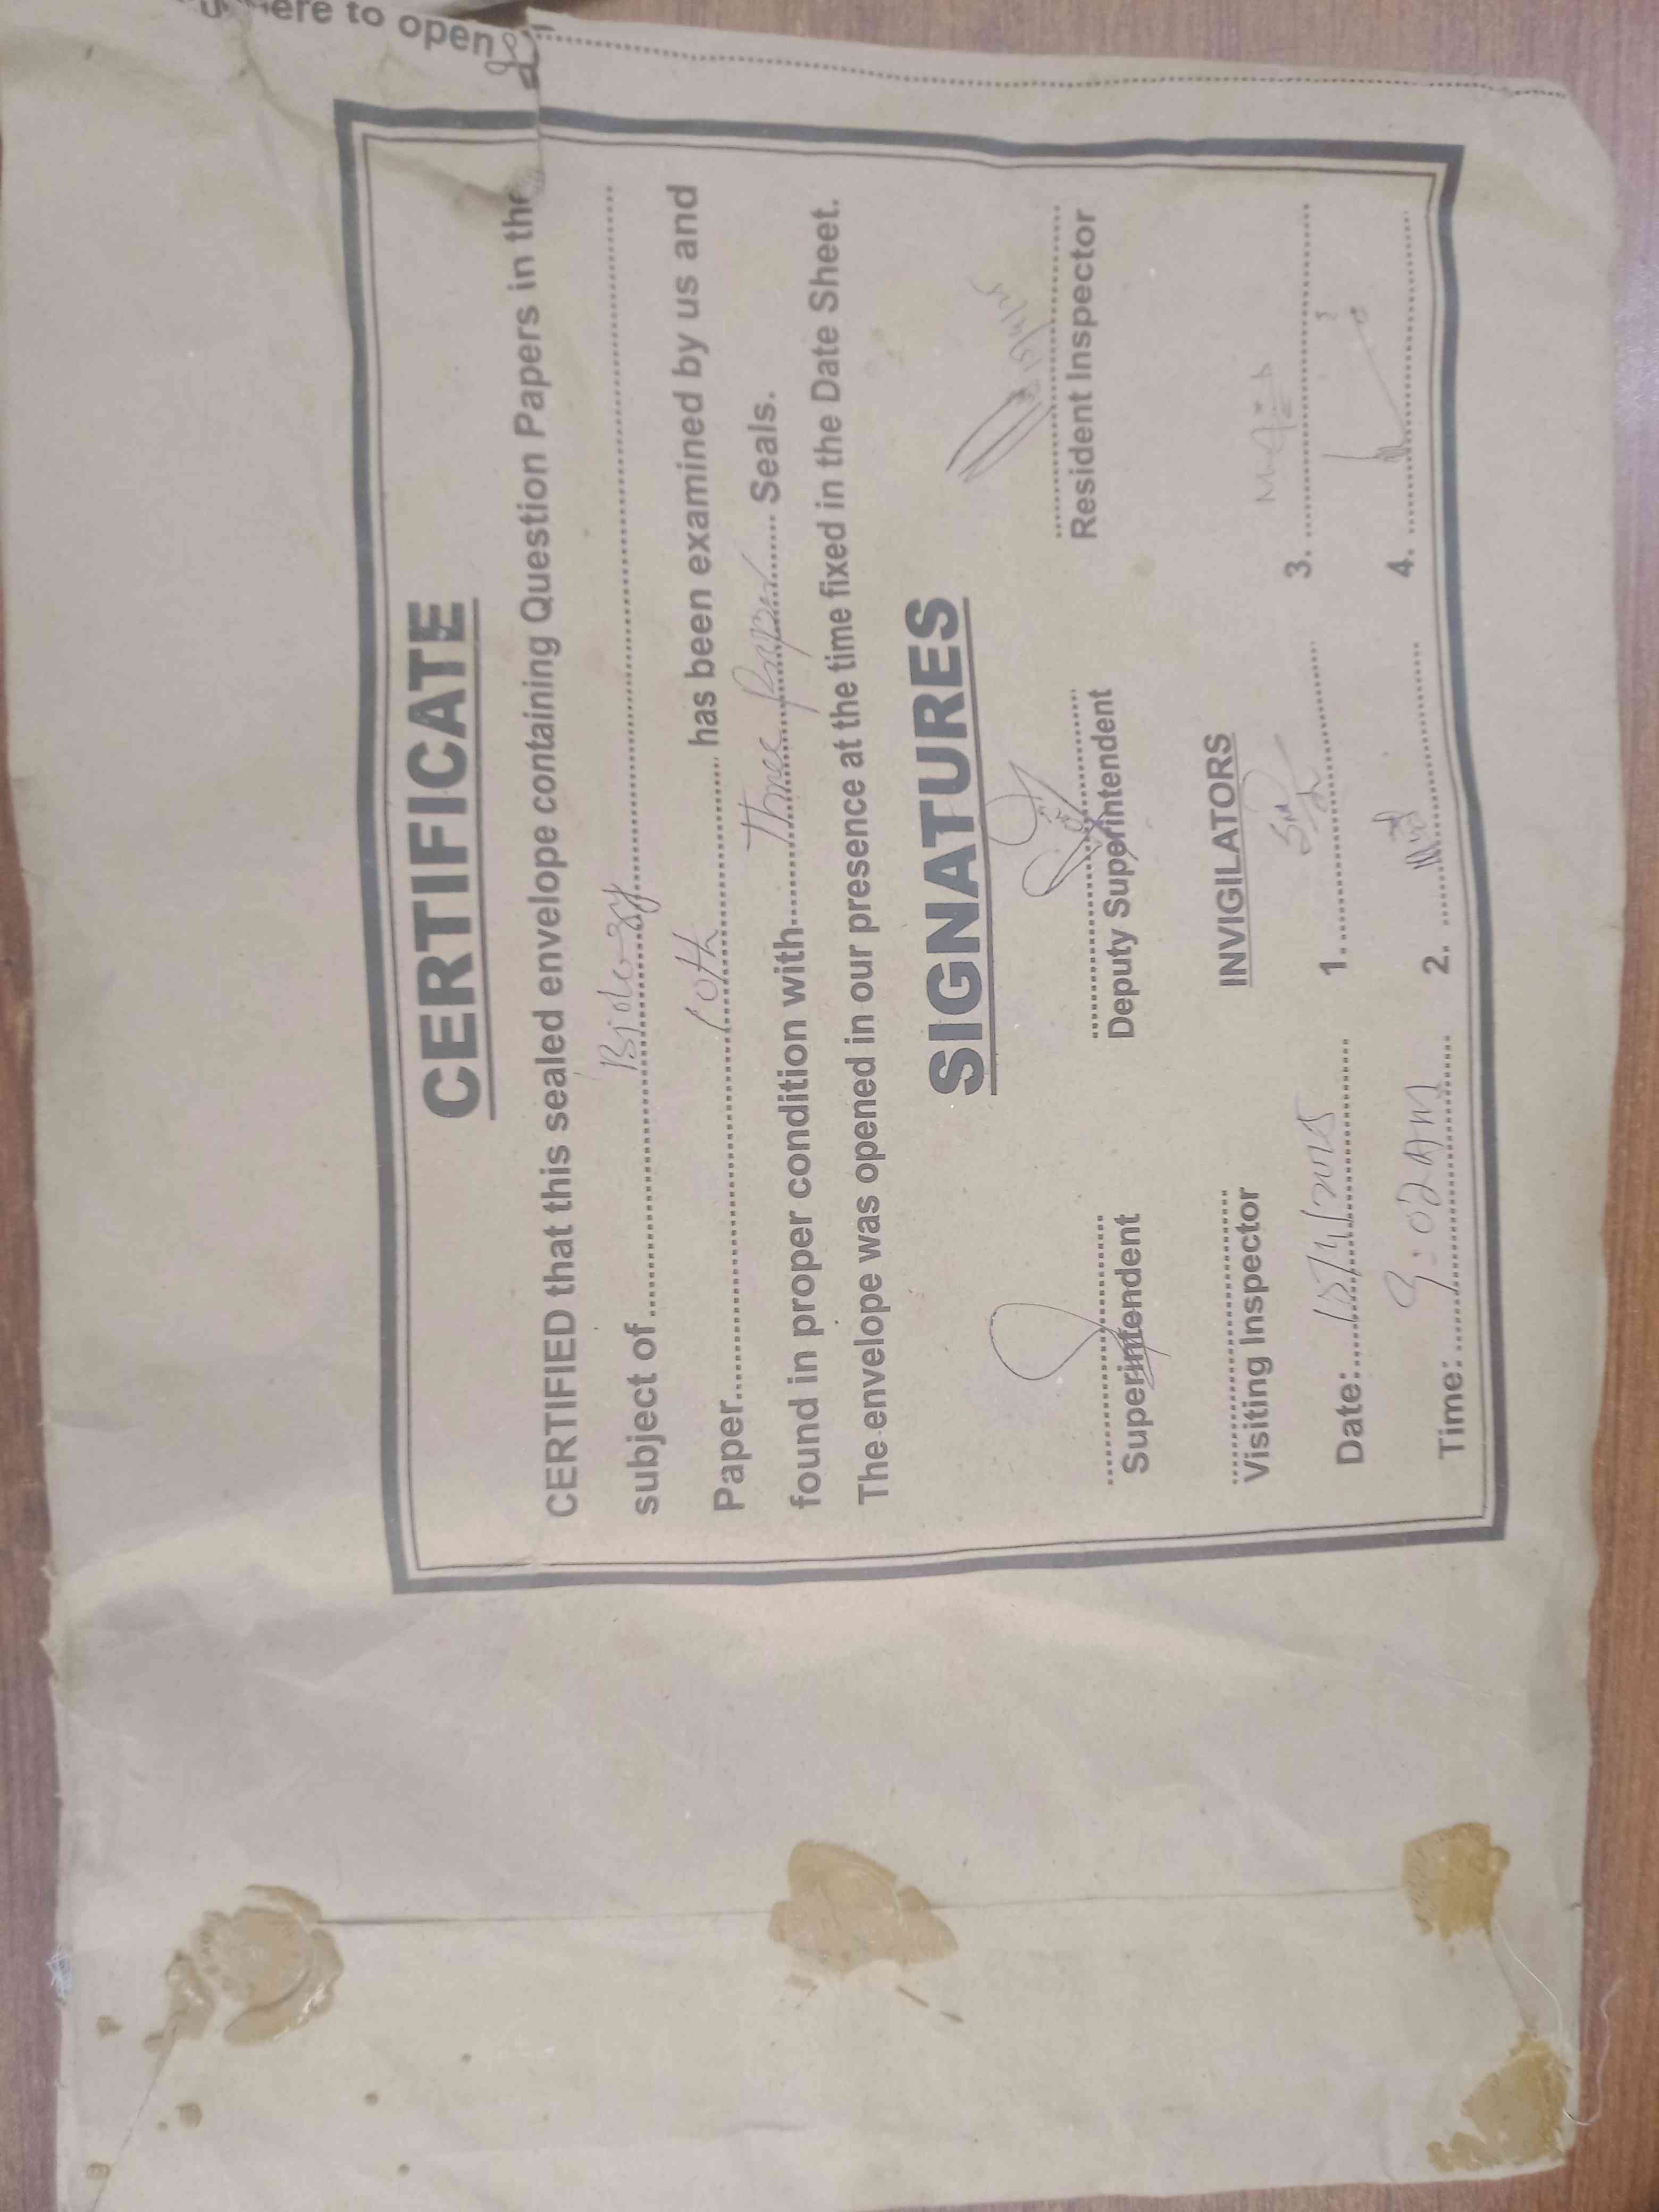 here to open
CERTIFICATE
CERTIFIED that this sealed envelope containing Question Papers in the
subject of.......Biology.......
Paper.......10th....... has been examined by us and
found in proper condition with.......Three Paper....... Seals.
The envelope was opened in our presence at the time fixed in the Date Sheet.
SIGNATURES
Superintendent Deputy Superintendent Resident Inspector
Visiting Inspector INVIGILATORS
Date:.......15/4/2025 1. ....... 3. .......
Time:.......9:02AM 2. ....... 4. .......